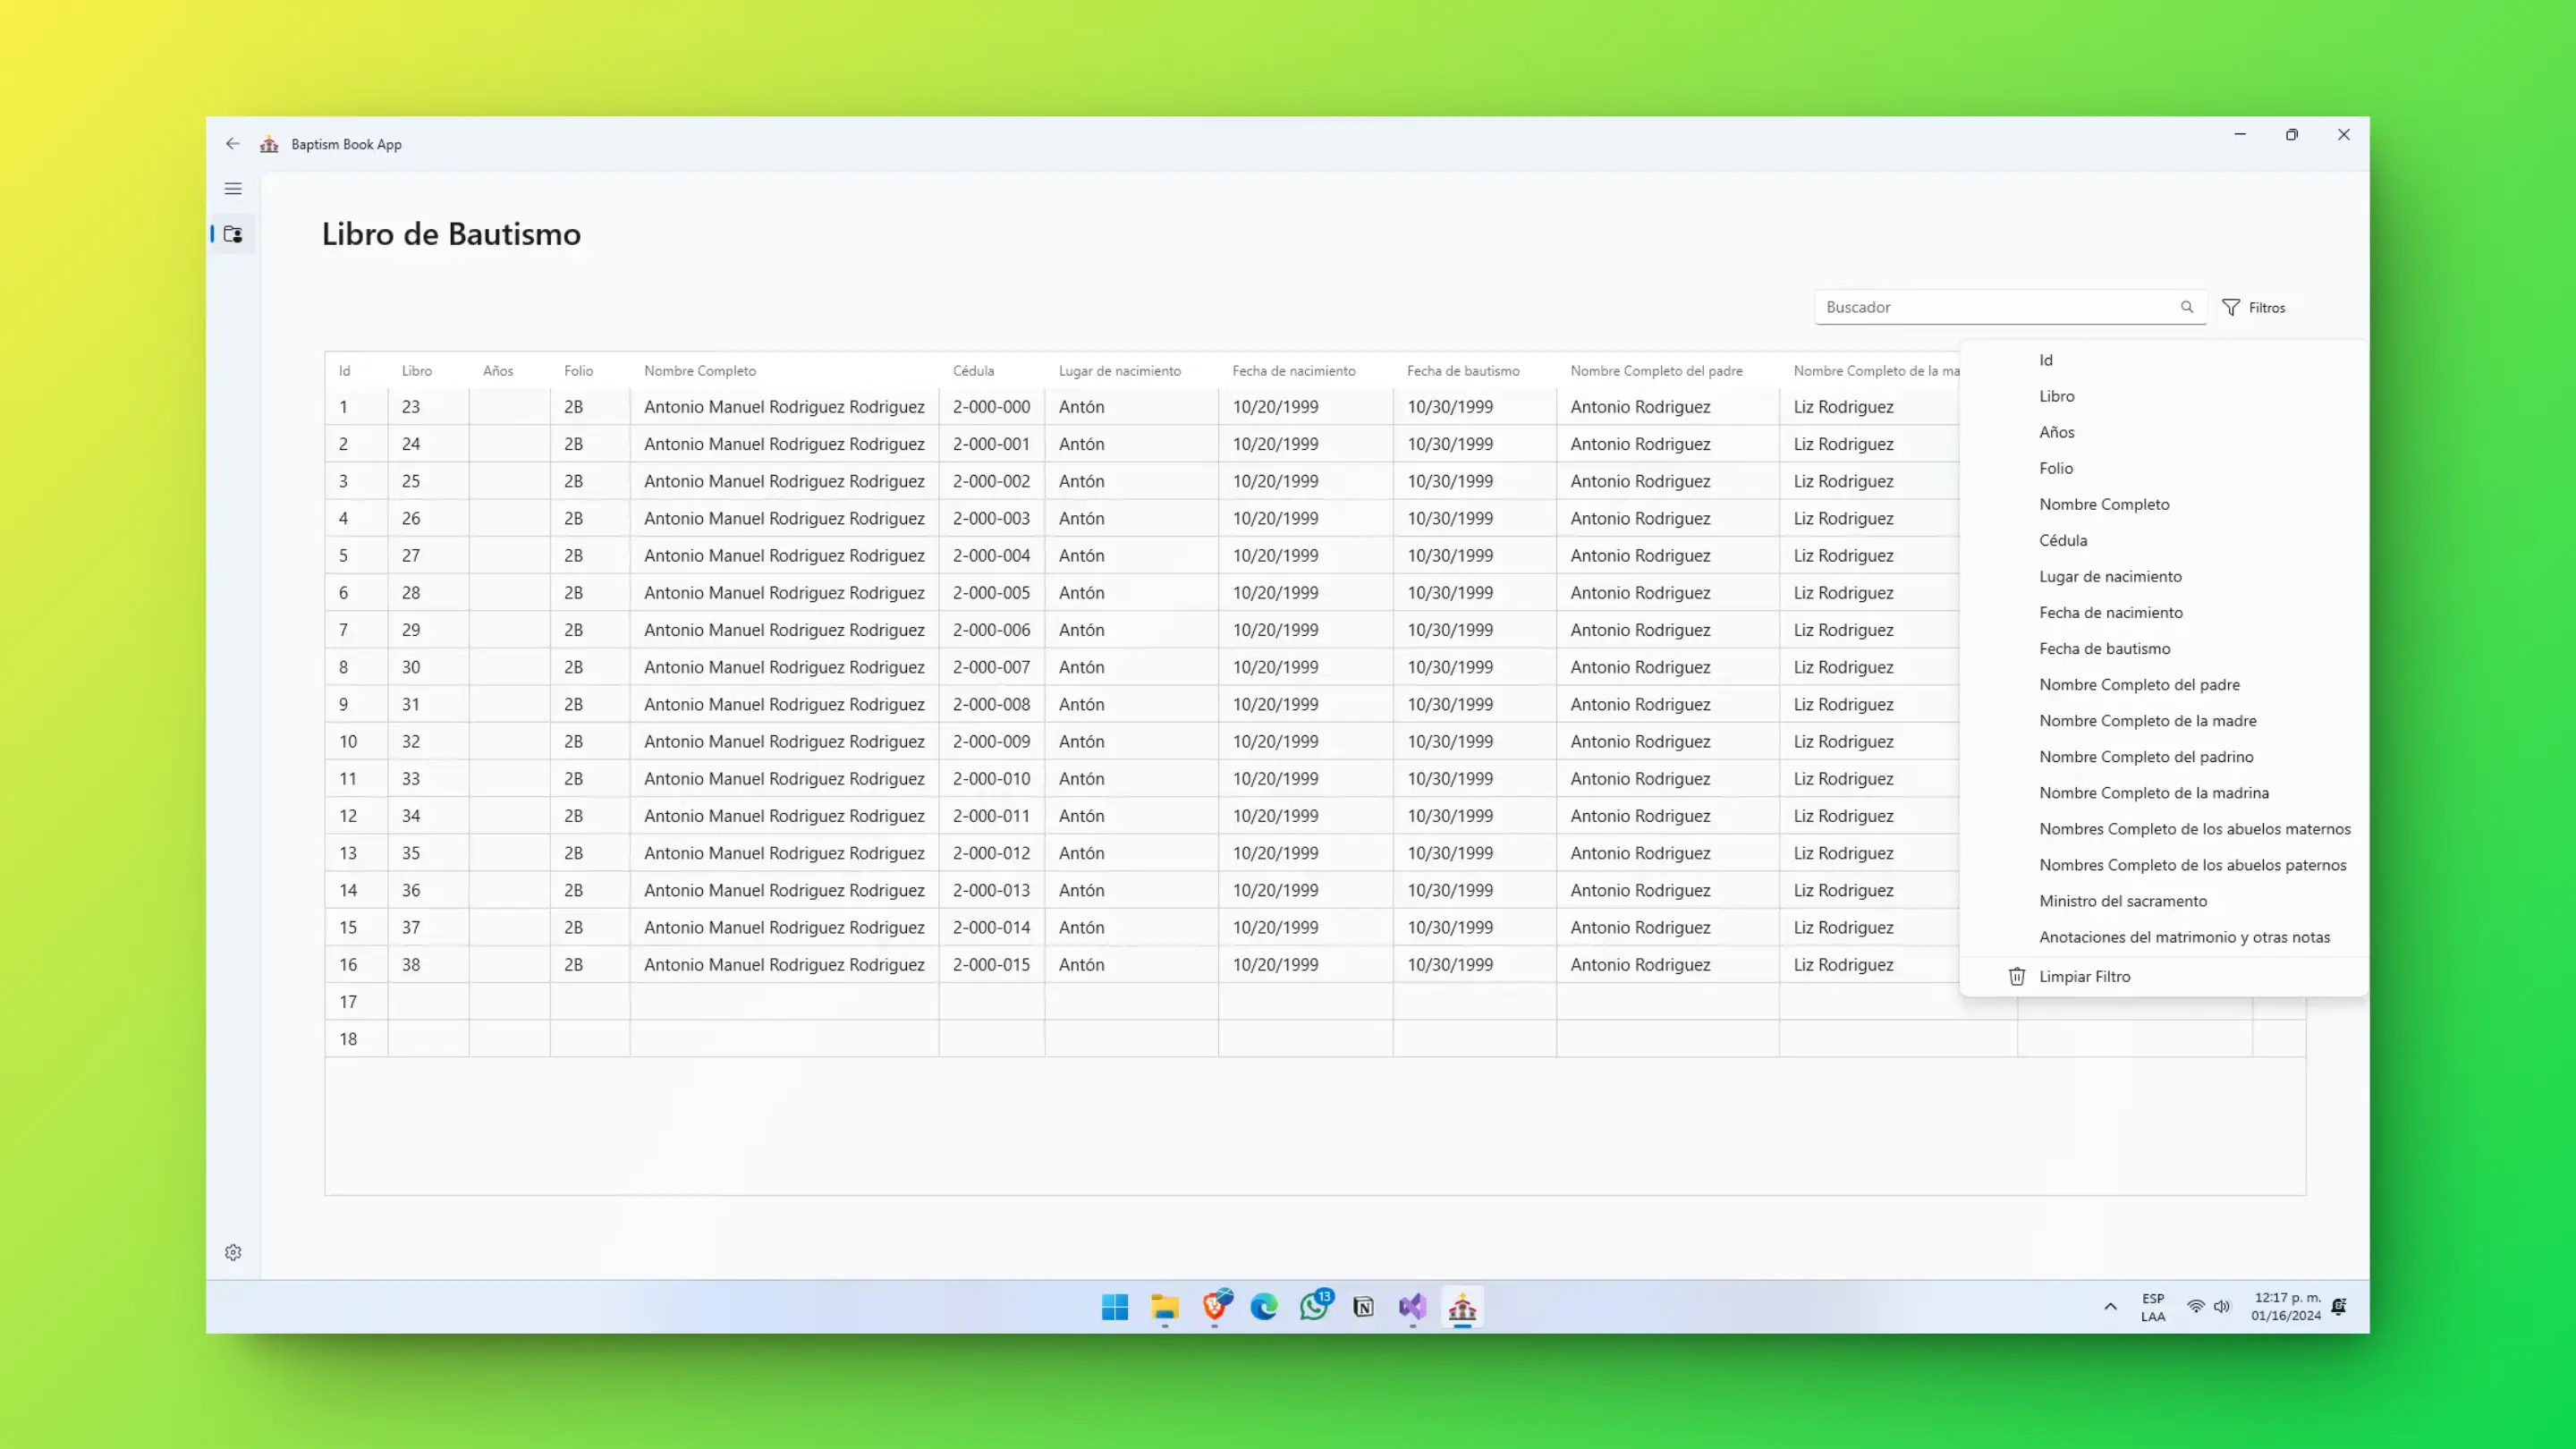 Baptism Book App
Libro de Bautismo
Buscador
Filtros
Id Libro Años Folio Nombre Completo Cédula Lugar de nacimiento Fecha de nacimiento Fecha de bautismo Nombre Completo del padre Nombre Completo de la ma
1 23 2B Antonio Manuel Rodriguez Rodriguez 2-000-000 Antón 10/20/1999 10/30/1999 Antonio Rodriguez Liz Rodriguez
2 24 2B Antonio Manuel Rodriguez Rodriguez 2-000-001 Antón 10/20/1999 10/30/1999 Antonio Rodriguez Liz Rodriguez
3 25 2B Antonio Manuel Rodriguez Rodriguez 2-000-002 Antón 10/20/1999 10/30/1999 Antonio Rodriguez Liz Rodriguez
4 26 2B Antonio Manuel Rodriguez Rodriguez 2-000-003 Antón 10/20/1999 10/30/1999 Antonio Rodriguez Liz Rodriguez
5 27 2B Antonio Manuel Rodriguez Rodriguez 2-000-004 Antón 10/20/1999 10/30/1999 Antonio Rodriguez Liz Rodriguez
6 28 2B Antonio Manuel Rodriguez Rodriguez 2-000-005 Antón 10/20/1999 10/30/1999 Antonio Rodriguez Liz Rodriguez
7 29 2B Antonio Manuel Rodriguez Rodriguez 2-000-006 Antón 10/20/1999 10/30/1999 Antonio Rodriguez Liz Rodriguez
8 30 2B Antonio Manuel Rodriguez Rodriguez 2-000-007 Antón 10/20/1999 10/30/1999 Antonio Rodriguez Liz Rodriguez
9 31 2B Antonio Manuel Rodriguez Rodriguez 2-000-008 Antón 10/20/1999 10/30/1999 Antonio Rodriguez Liz Rodriguez
10 32 2B Antonio Manuel Rodriguez Rodriguez 2-000-009 Antón 10/20/1999 10/30/1999 Antonio Rodriguez Liz Rodriguez
11 33 2B Antonio Manuel Rodriguez Rodriguez 2-000-010 Antón 10/20/1999 10/30/1999 Antonio Rodriguez Liz Rodriguez
12 34 2B Antonio Manuel Rodriguez Rodriguez 2-000-011 Antón 10/20/1999 10/30/1999 Antonio Rodriguez Liz Rodriguez
13 35 2B Antonio Manuel Rodriguez Rodriguez 2-000-012 Antón 10/20/1999 10/30/1999 Antonio Rodriguez Liz Rodriguez
14 36 2B Antonio Manuel Rodriguez Rodriguez 2-000-013 Antón 10/20/1999 10/30/1999 Antonio Rodriguez Liz Rodriguez
15 37 2B Antonio Manuel Rodriguez Rodriguez 2-000-014 Antón 10/20/1999 10/30/1999 Antonio Rodriguez Liz Rodriguez
16 38 2B Antonio Manuel Rodriguez Rodriguez 2-000-015 Antón 10/20/1999 10/30/1999 Antonio Rodriguez Liz Rodriguez
17
18
Id
Libro
Años
Folio
Nombre Completo
Cédula
Lugar de nacimiento
Fecha de nacimiento
Fecha de bautismo
Nombre Completo del padre
Nombre Completo de la madre
Nombre Completo del padrino
Nombre Completo de la madrina
Nombres Completo de los abuelos maternos
Nombres Completo de los abuelos paternos
Ministro del sacramento
Anotaciones del matrimonio y otras notas
Limpiar Filtro
13
N
ESP
LAA
12:17 p. m.
01/16/2024